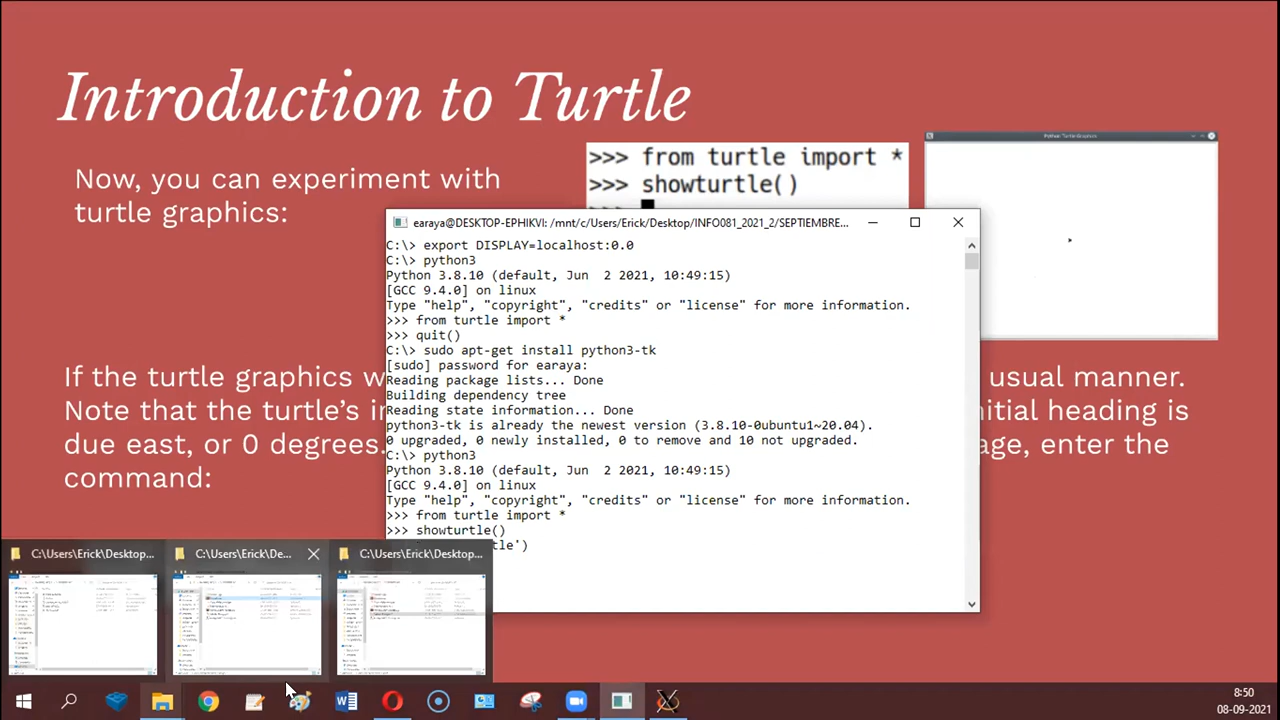 Introduction to Turtle
Now, you can experiment with
turtle graphics:
>>> from turtle import *
>>> showturtle()
>>>
Python Turtle Graphics
If the turtle graphics w
usual manner.
Note that the turtle's in
nitial heading is
due east, or 0 degrees.
age, enter the
command:
earaya@DESKTOP-EPHIKVI: /mnt/c/Users/Erick/Desktop/INFO081_2021_2/SEPTIEMBRE...
C:\> export DISPLAY=localhost:0.0
C:\> python3
Python 3.8.10 (default, Jun  2 2021, 10:49:15)
[GCC 9.4.0] on linux
Type "help", "copyright", "credits" or "license" for more information.
>>> from turtle import *
>>> quit()
C:\> sudo apt-get install python3-tk
[sudo] password for earaya:
Reading package lists... Done
Building dependency tree
Reading state information... Done
python3-tk is already the newest version (3.8.10-0ubuntu1~20.04).
0 upgraded, 0 newly installed, 0 to remove and 10 not upgraded.
C:\> python3
Python 3.8.10 (default, Jun  2 2021, 10:49:15)
[GCC 9.4.0] on linux
Type "help", "copyright", "credits" or "license" for more information.
>>> from turtle import *
>>> showturtle()
tle')
C:\Users\Erick\Desktop...
C:\Users\Erick\De...
C:\Users\Erick\Desktop...
8:50
08-09-2021